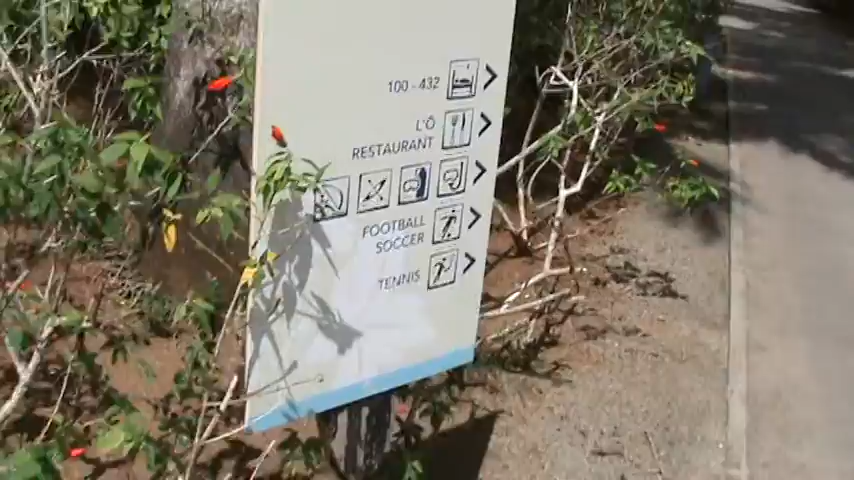 100 - 432
L'Ô
RESTAURANT
FOOTBALL
SOCCER
TENNIS